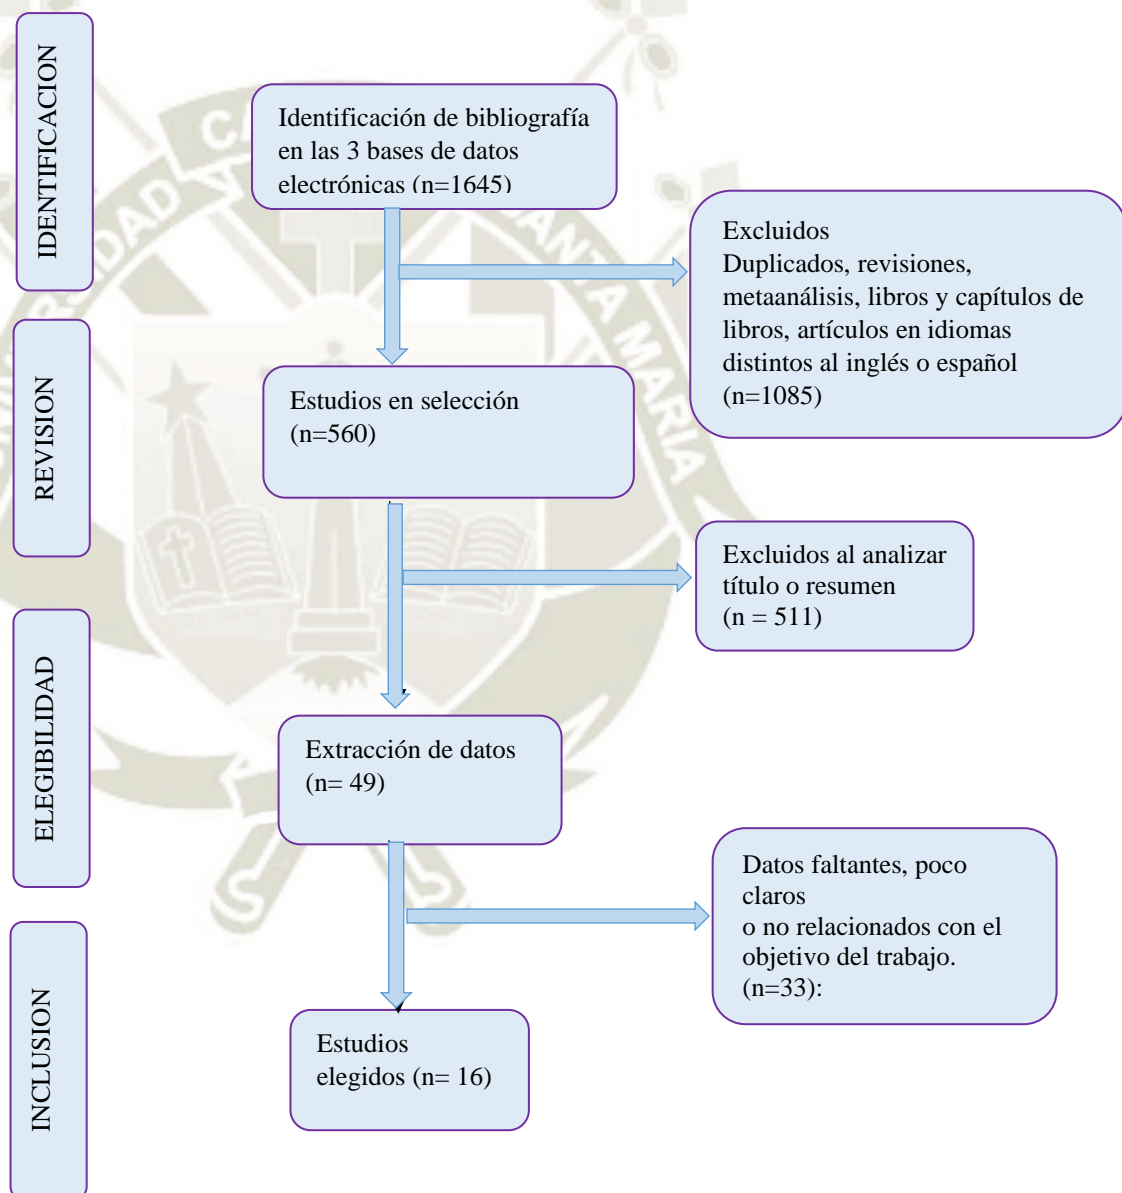 IDENTIFICACION
Identificación de bibliografía
en las 3 bases de datos
electrónicas (n=1645)
Excluidos
Duplicados, revisiones,
metaanálisis, libros y capítulos de
libros, artículos en idiomas
distintos al inglés o español
(n=1085)
REVISION
Estudios en selección
(n=560)
Excluidos al analizar
título o resumen
(n = 511)
ELEGIBILIDAD
Extracción de datos
(n= 49)
Datos faltantes, poco
claros
o no relacionados con el
objetivo del trabajo.
(n=33):
INCLUSION
Estudios
elegidos (n= 16)
SANTA MARIA